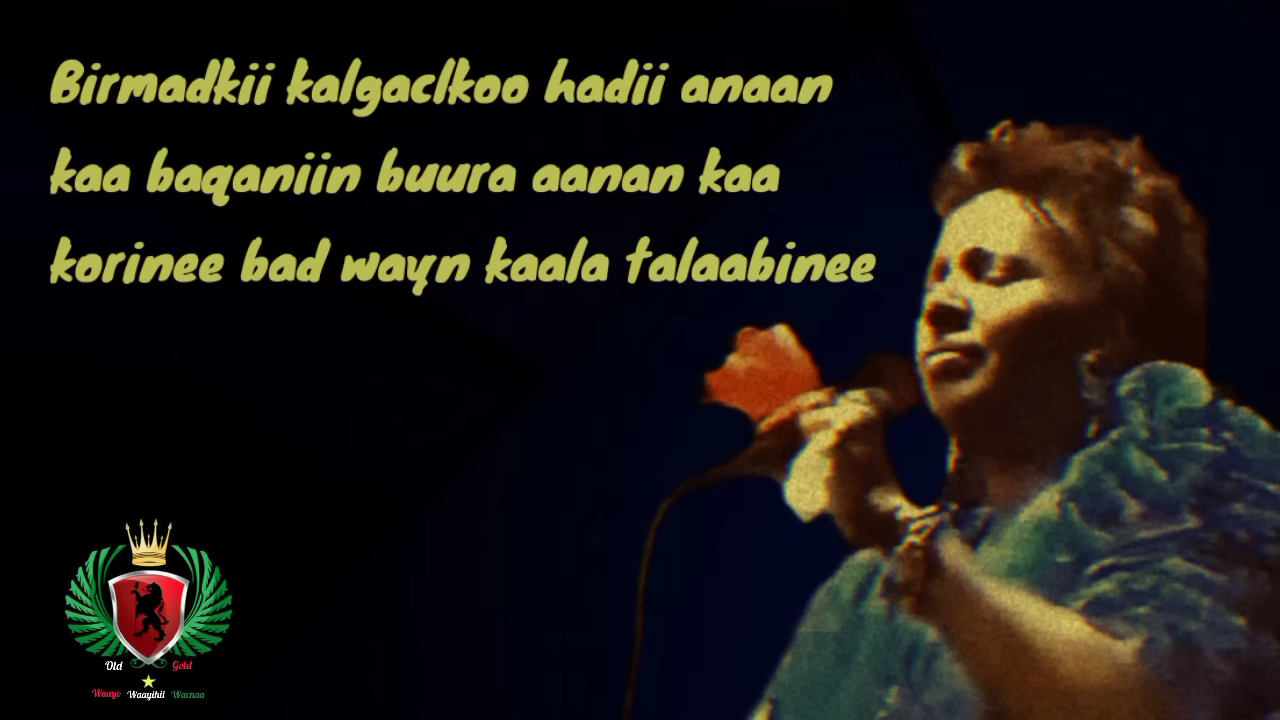 Birmadkii kalgaclkoo hadii anaan
kaa baqaniin buura aanan kaa
korinee bad wayn kaala talaabinee
Old Gold
Waayo Waayihii Wacnaa